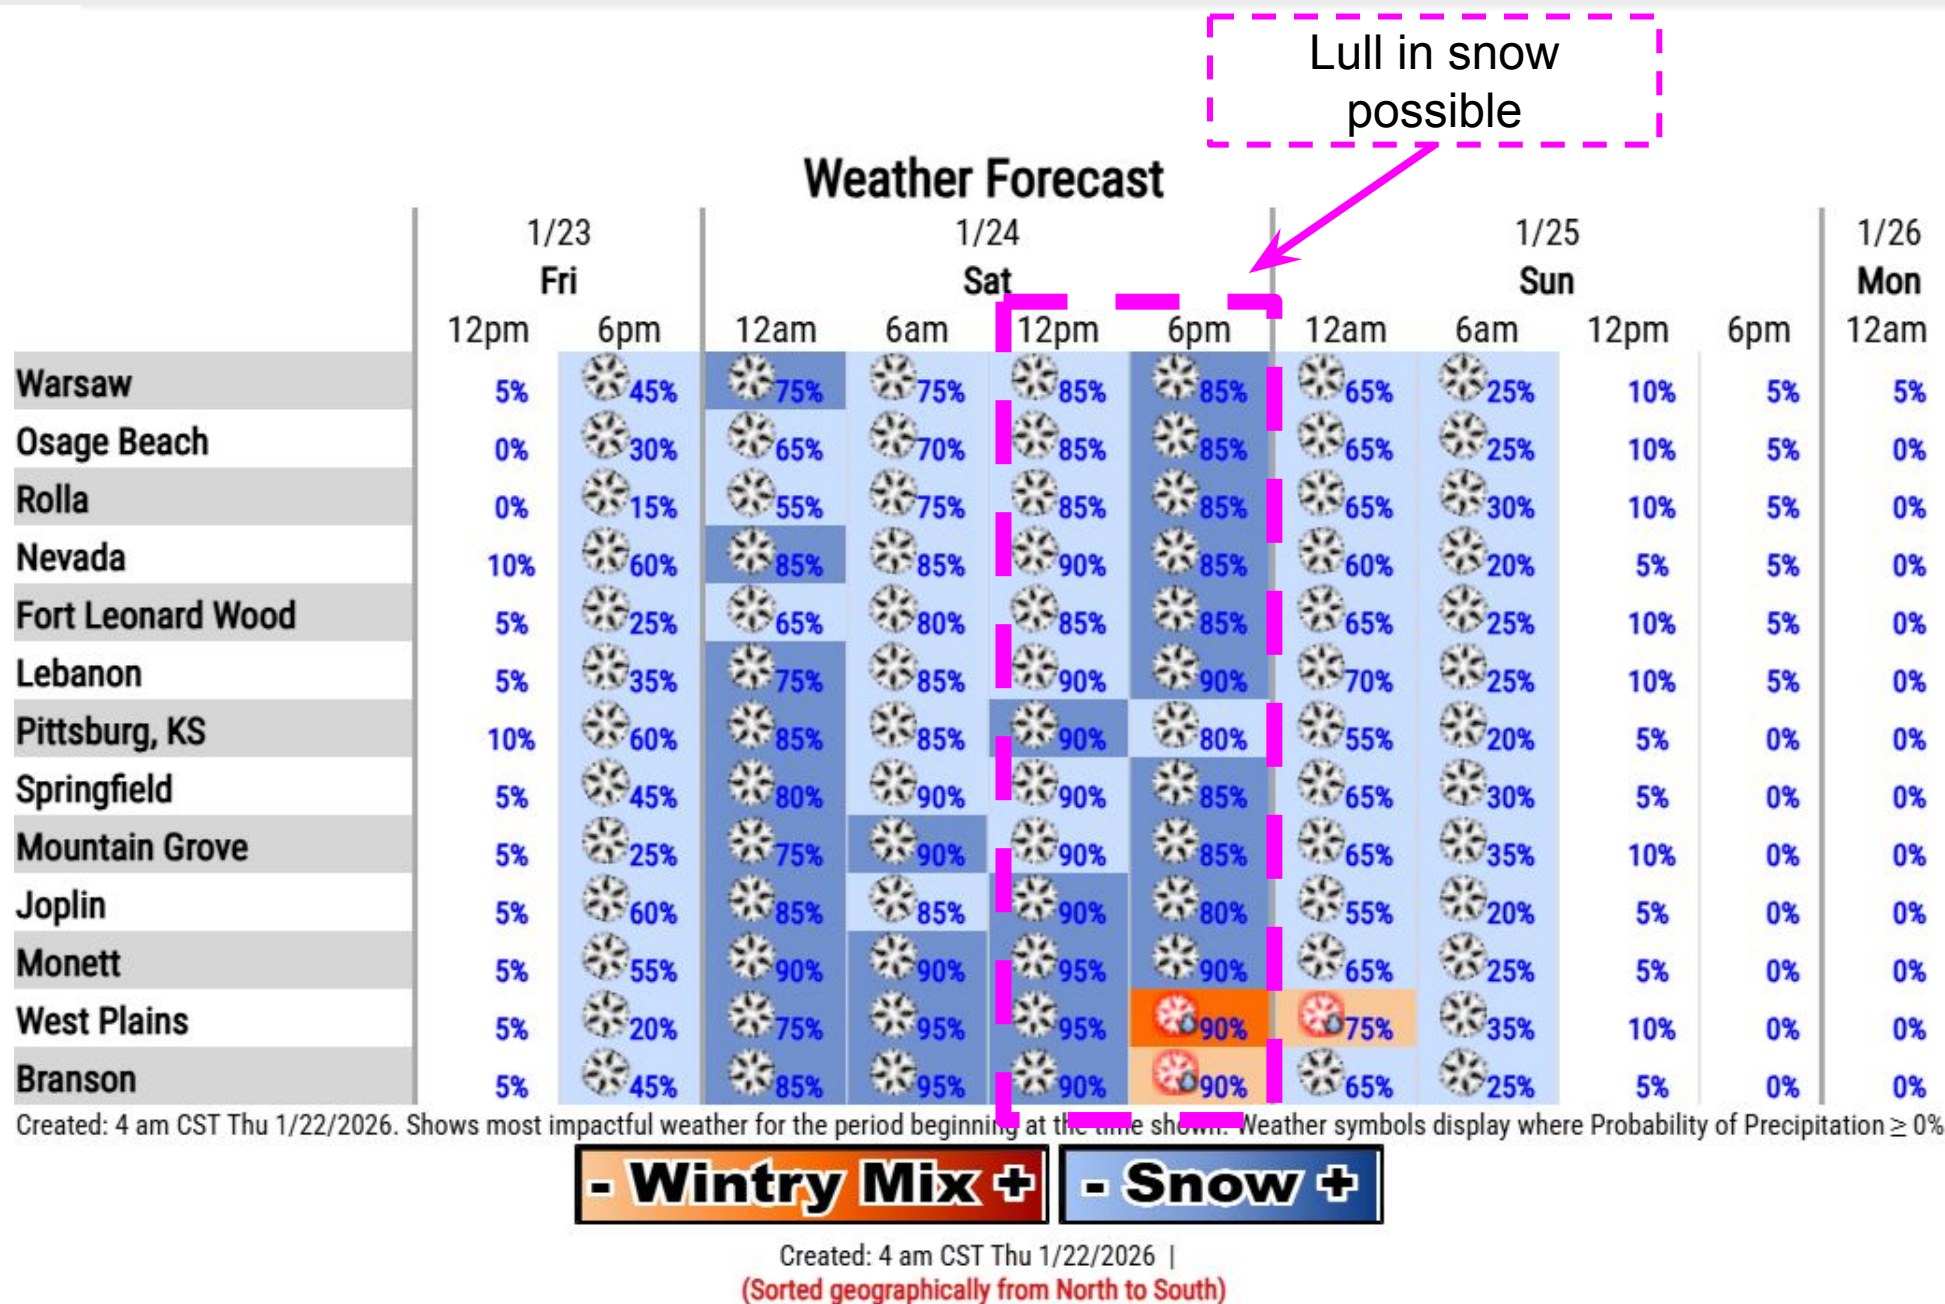 Lull in snow
possible
Weather Forecast
1/23 1/24 1/25 1/26
Fri Sat Sun Mon
12pm 6pm 12am 6am 12pm 6pm 12am 6am 12pm 6pm 12am
Warsaw 5% 45% 75% 75% 85% 85% 65% 25% 10% 5% 5%
Osage Beach 0% 30% 65% 70% 85% 85% 65% 25% 10% 5% 0%
Rolla 0% 15% 55% 75% 85% 85% 65% 30% 10% 5% 0%
Nevada 10% 60% 85% 85% 90% 85% 60% 20% 5% 5% 0%
Fort Leonard Wood 5% 25% 65% 80% 85% 85% 65% 25% 10% 5% 0%
Lebanon 5% 35% 75% 85% 90% 90% 70% 25% 10% 5% 0%
Pittsburg, KS 10% 60% 85% 85% 90% 80% 55% 20% 5% 0% 0%
Springfield 5% 45% 80% 90% 90% 85% 65% 30% 5% 0% 0%
Mountain Grove 5% 25% 75% 90% 90% 85% 65% 35% 10% 0% 0%
Joplin 5% 60% 85% 85% 90% 80% 55% 20% 5% 0% 0%
Monett 5% 55% 90% 90% 95% 90% 65% 25% 5% 0% 0%
West Plains 5% 20% 75% 95% 95% 90% 75% 35% 10% 0% 0%
Branson 5% 45% 85% 95% 90% 90% 65% 25% 5% 0% 0%
Created: 4 am CST Thu 1/22/2026. Shows most impactful weather for the period beginning at the time shown. Weather symbols display where Probability of Precipitation ≥ 0%
- Wintry Mix + - Snow +
Created: 4 am CST Thu 1/22/2026 |
(Sorted geographically from North to South)